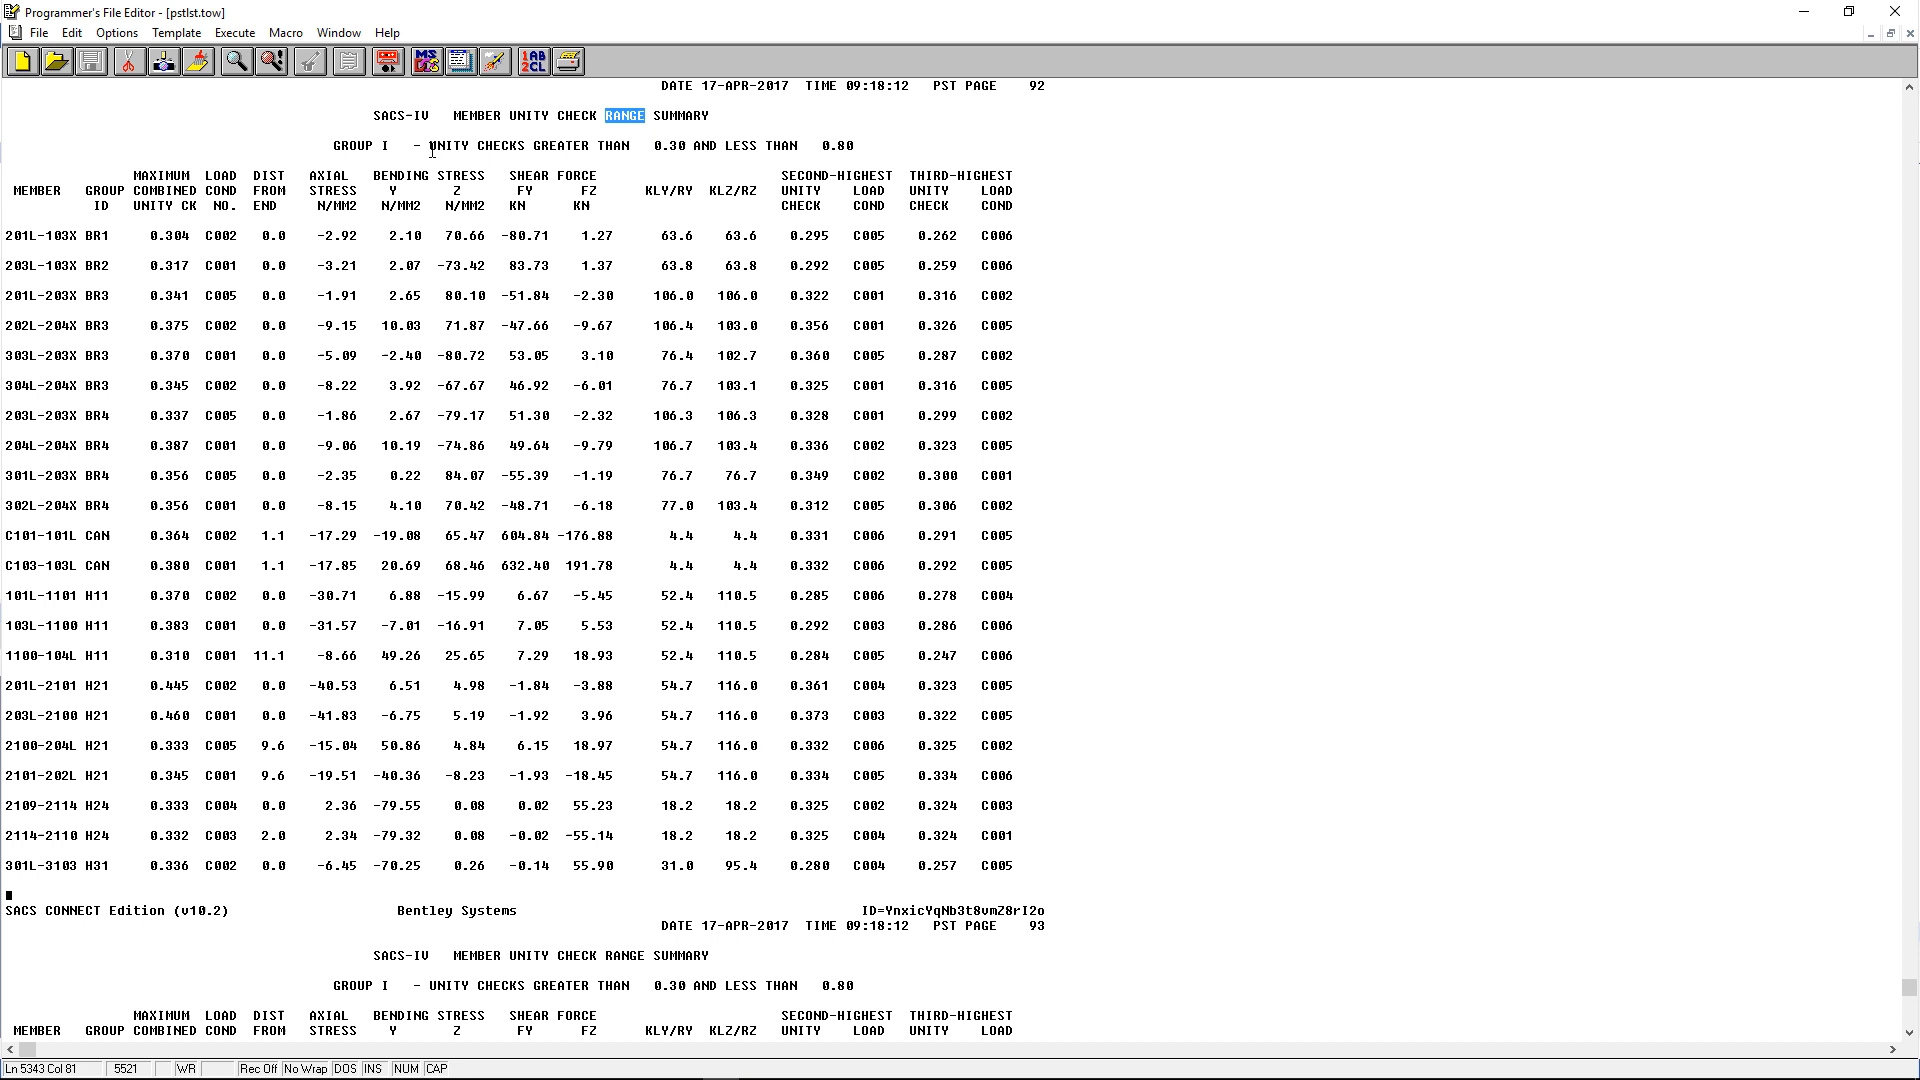 Programmer's File Editor - [pstlst.tow]
File Edit Options Template Execute Macro Window Help
DATE 17-APR-2017 TIME 09:18:12 PST PAGE 92
SACS-IV MEMBER UNITY CHECK RANGE SUMMARY
GROUP I - UNITY CHECKS GREATER THAN 0.30 AND LESS THAN 0.80
MAXIMUM LOAD DIST AXIAL BENDING STRESS SHEAR FORCE SECOND-HIGHEST THIRD-HIGHEST
MEMBER GROUP COMBINED COND FROM STRESS Y Z FY FZ KLY/RY KLZ/RZ UNITY LOAD UNITY LOAD
ID UNITY CK NO. END N/MM2 N/MM2 N/MM2 KN KN CHECK COND CHECK COND
201L-103X BR1 0.304 C002 0.0 -2.92 2.10 70.66 -80.71 1.27 63.6 63.6 0.295 C005 0.262 C006
203L-103X BR2 0.317 C001 0.0 -3.21 2.07 -73.42 83.73 1.37 63.8 63.8 0.292 C005 0.259 C006
201L-203X BR3 0.341 C005 0.0 -1.91 2.65 80.10 -51.84 -2.30 106.0 106.0 0.322 C001 0.316 C002
202L-204X BR3 0.375 C002 0.0 -9.15 10.03 71.87 -47.66 -9.67 106.4 103.0 0.356 C001 0.326 C005
303L-203X BR3 0.370 C001 0.0 -5.09 -2.40 -80.72 53.05 3.10 76.4 102.7 0.360 C005 0.287 C002
304L-204X BR3 0.345 C002 0.0 -8.22 3.92 -67.67 46.92 -6.01 76.7 103.1 0.325 C001 0.316 C005
203L-203X BR4 0.337 C005 0.0 -1.86 2.67 -79.17 51.30 -2.32 106.3 106.3 0.328 C001 0.299 C002
204L-204X BR4 0.387 C001 0.0 -9.06 10.19 -74.86 49.64 -9.79 106.7 103.4 0.336 C002 0.323 C005
301L-203X BR4 0.356 C005 0.0 -2.35 0.22 84.07 -55.39 -1.19 76.7 76.7 0.349 C002 0.300 C001
302L-204X BR4 0.356 C001 0.0 -8.15 4.10 70.42 -48.71 -6.18 77.0 103.4 0.312 C005 0.306 C002
C101-101L CAN 0.364 C002 1.1 -17.29 -19.08 65.47 604.84 -176.88 4.4 4.4 0.331 C006 0.291 C005
C103-103L CAN 0.380 C001 1.1 -17.85 20.69 68.46 632.40 191.78 4.4 4.4 0.332 C006 0.292 C005
101L-1101 H11 0.370 C002 0.0 -30.71 6.88 -15.99 6.67 -5.45 52.4 110.5 0.285 C006 0.278 C004
103L-1100 H11 0.383 C001 0.0 -31.57 -7.01 -16.91 7.05 5.53 52.4 110.5 0.292 C003 0.286 C006
1100-104L H11 0.310 C001 11.1 -8.66 49.26 25.65 7.29 18.93 52.4 110.5 0.284 C005 0.247 C006
201L-2101 H21 0.445 C002 0.0 -40.53 6.51 4.98 -1.84 -3.88 54.7 116.0 0.361 C004 0.323 C005
203L-2100 H21 0.460 C001 0.0 -41.83 -6.75 5.19 -1.92 3.96 54.7 116.0 0.373 C003 0.322 C005
2100-204L H21 0.333 C005 9.6 -15.04 50.86 4.84 6.15 18.97 54.7 116.0 0.332 C006 0.325 C002
2101-202L H21 0.345 C001 9.6 -19.51 -40.36 -8.23 -1.93 -18.45 54.7 116.0 0.334 C005 0.334 C006
2109-2114 H24 0.333 C004 0.0 2.36 -79.55 0.08 0.02 55.23 18.2 18.2 0.325 C002 0.324 C003
2114-2110 H24 0.332 C003 2.0 2.34 -79.32 0.08 -0.02 -55.14 18.2 18.2 0.325 C004 0.324 C001
301L-3103 H31 0.336 C002 0.0 -6.45 -70.25 0.26 -0.14 55.90 31.0 95.4 0.280 C004 0.257 C005
SACS CONNECT Edition (v10.2) Bentley Systems ID=YnxicYqNb3t8vmZ8rI2o
DATE 17-APR-2017 TIME 09:18:12 PST PAGE 93
SACS-IV MEMBER UNITY CHECK RANGE SUMMARY
GROUP I - UNITY CHECKS GREATER THAN 0.30 AND LESS THAN 0.80
MAXIMUM LOAD DIST AXIAL BENDING STRESS SHEAR FORCE SECOND-HIGHEST THIRD-HIGHEST
MEMBER GROUP COMBINED COND FROM STRESS Y Z FY FZ KLY/RY KLZ/RZ UNITY LOAD UNITY LOAD
Ln 5343 Col 81 5521 WR Rec Off No Wrap DOS INS NUM CAP